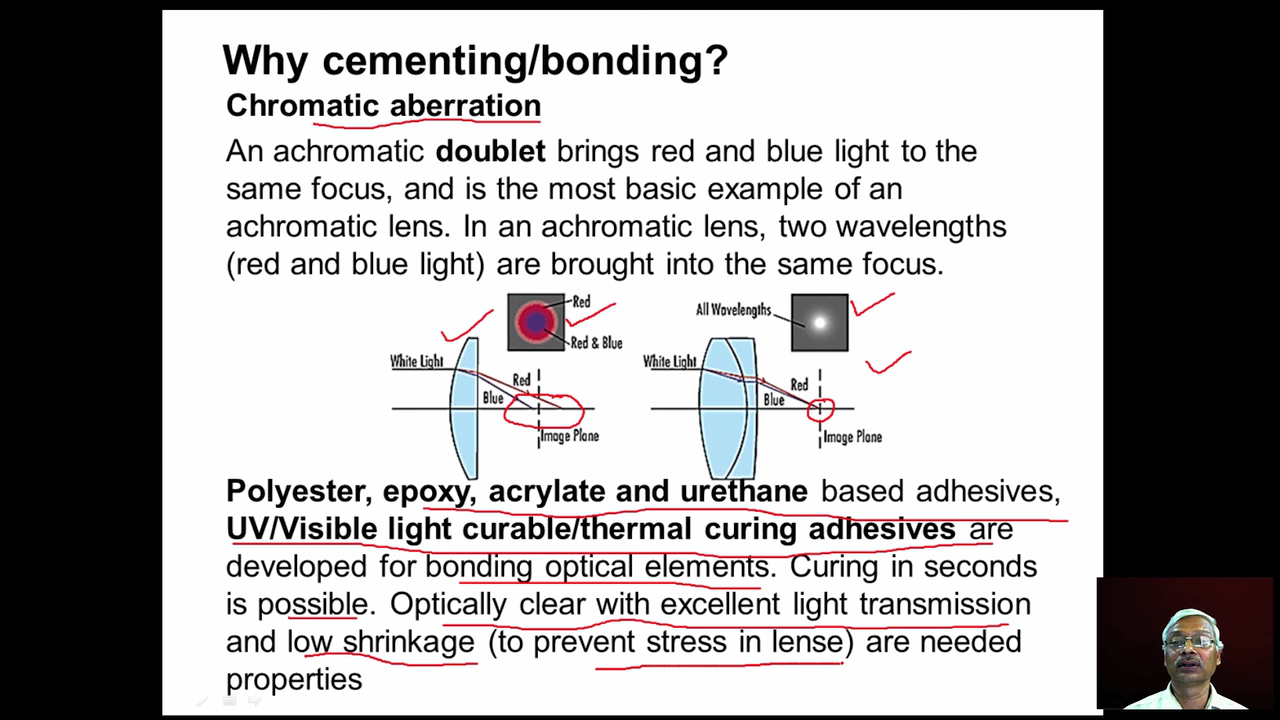 Why cementing/bonding?
Chromatic aberration
An achromatic doublet brings red and blue light to the
same focus, and is the most basic example of an
achromatic lens. In an achromatic lens, two wavelengths
(red and blue light) are brought into the same focus.
Red
Red & Blue
White Light
Red
Blue
Image Plane
All Wavelengths
White Light
Red
Blue
Image Plane
Polyester, epoxy, acrylate and urethane based adhesives,
UV/Visible light curable/thermal curing adhesives are
developed for bonding optical elements. Curing in seconds
is possible. Optically clear with excellent light transmission
and low shrinkage (to prevent stress in lense) are needed
properties